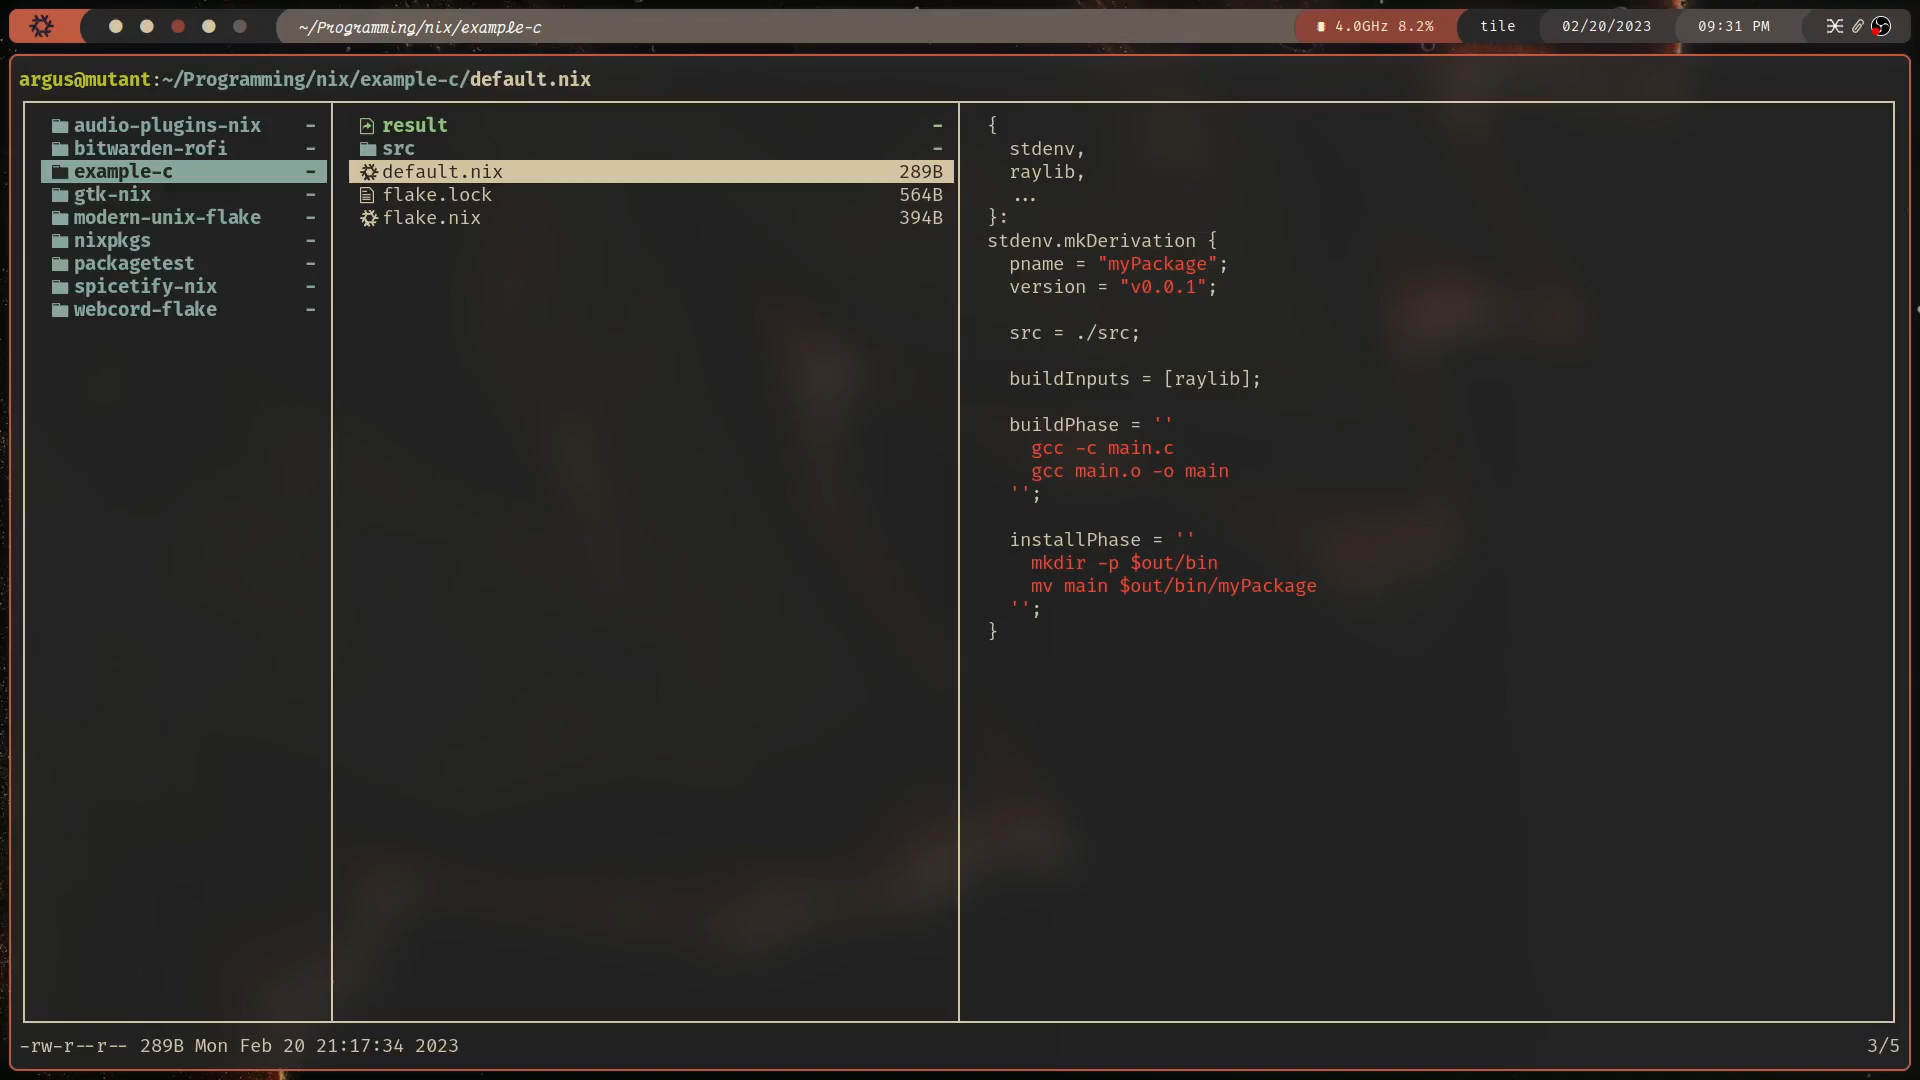 ~/Programming/nix/example-c
4.0GHz 8.2%
tile
02/20/2023
09:31 PM
argus@mutant:~/Programming/nix/example-c/default.nix
audio-plugins-nix -
bitwarden-rofi -
example-c -
gtk-nix -
modern-unix-flake -
nixpkgs -
packagetest -
spicetify-nix -
webcord-flake -
result -
src -
default.nix 289B
flake.lock 564B
flake.nix 394B
{
  stdenv,
  raylib,
  ...
}:
stdenv.mkDerivation {
  pname = "myPackage";
  version = "v0.0.1";
  src = ./src;
  buildInputs = [raylib];
  buildPhase = ''
    gcc -c main.c
    gcc main.o -o main
  '';
  installPhase = ''
    mkdir -p $out/bin
    mv main $out/bin/myPackage
  '';
}
-rw-r--r-- 289B Mon Feb 20 21:17:34 2023
3/5